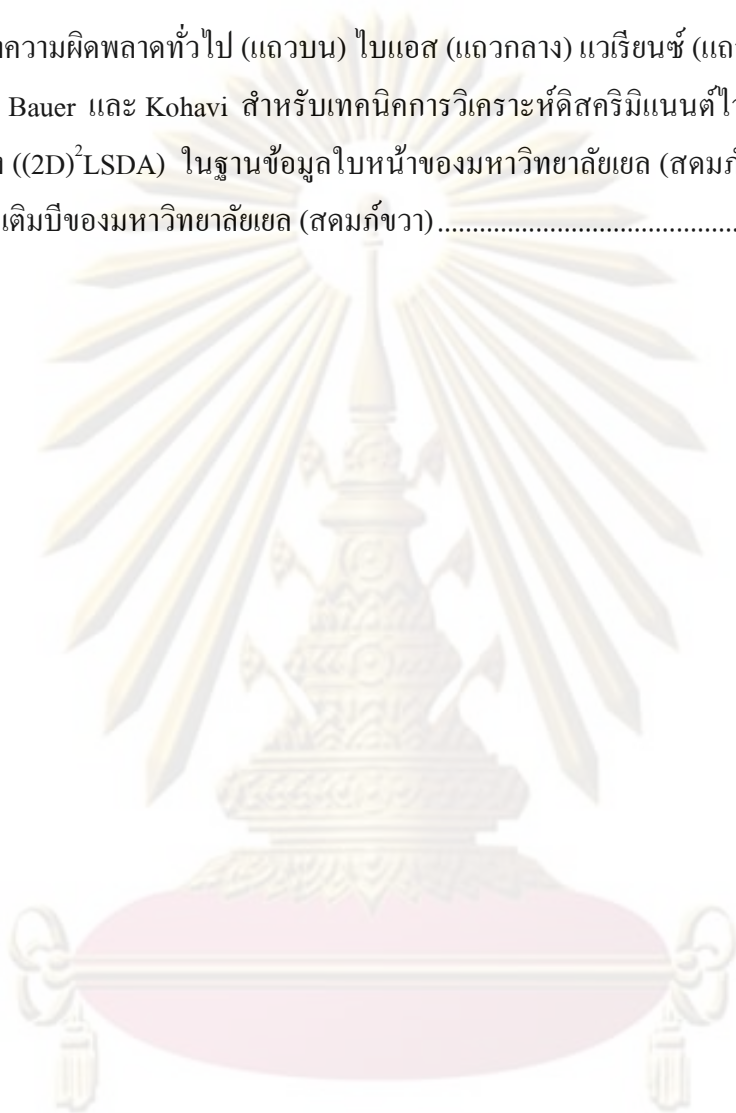 ความผิดพลาดทั่วไป (แถวบน) ไบแอส (แถวกลาง) แวเรียนซ์ (แถว
Bauer และ Kohavi สำหรับเทคนิคการวิเคราะห์ดิสคริมิแนนต์ไว
((2D)²LSDA) ในฐานข้อมูลใบหน้าของมหาวิทยาลัยเยล (สดมภ์
เติมบีของมหาวิทยาลัยเยล (สดมภ์ขวา)................................................